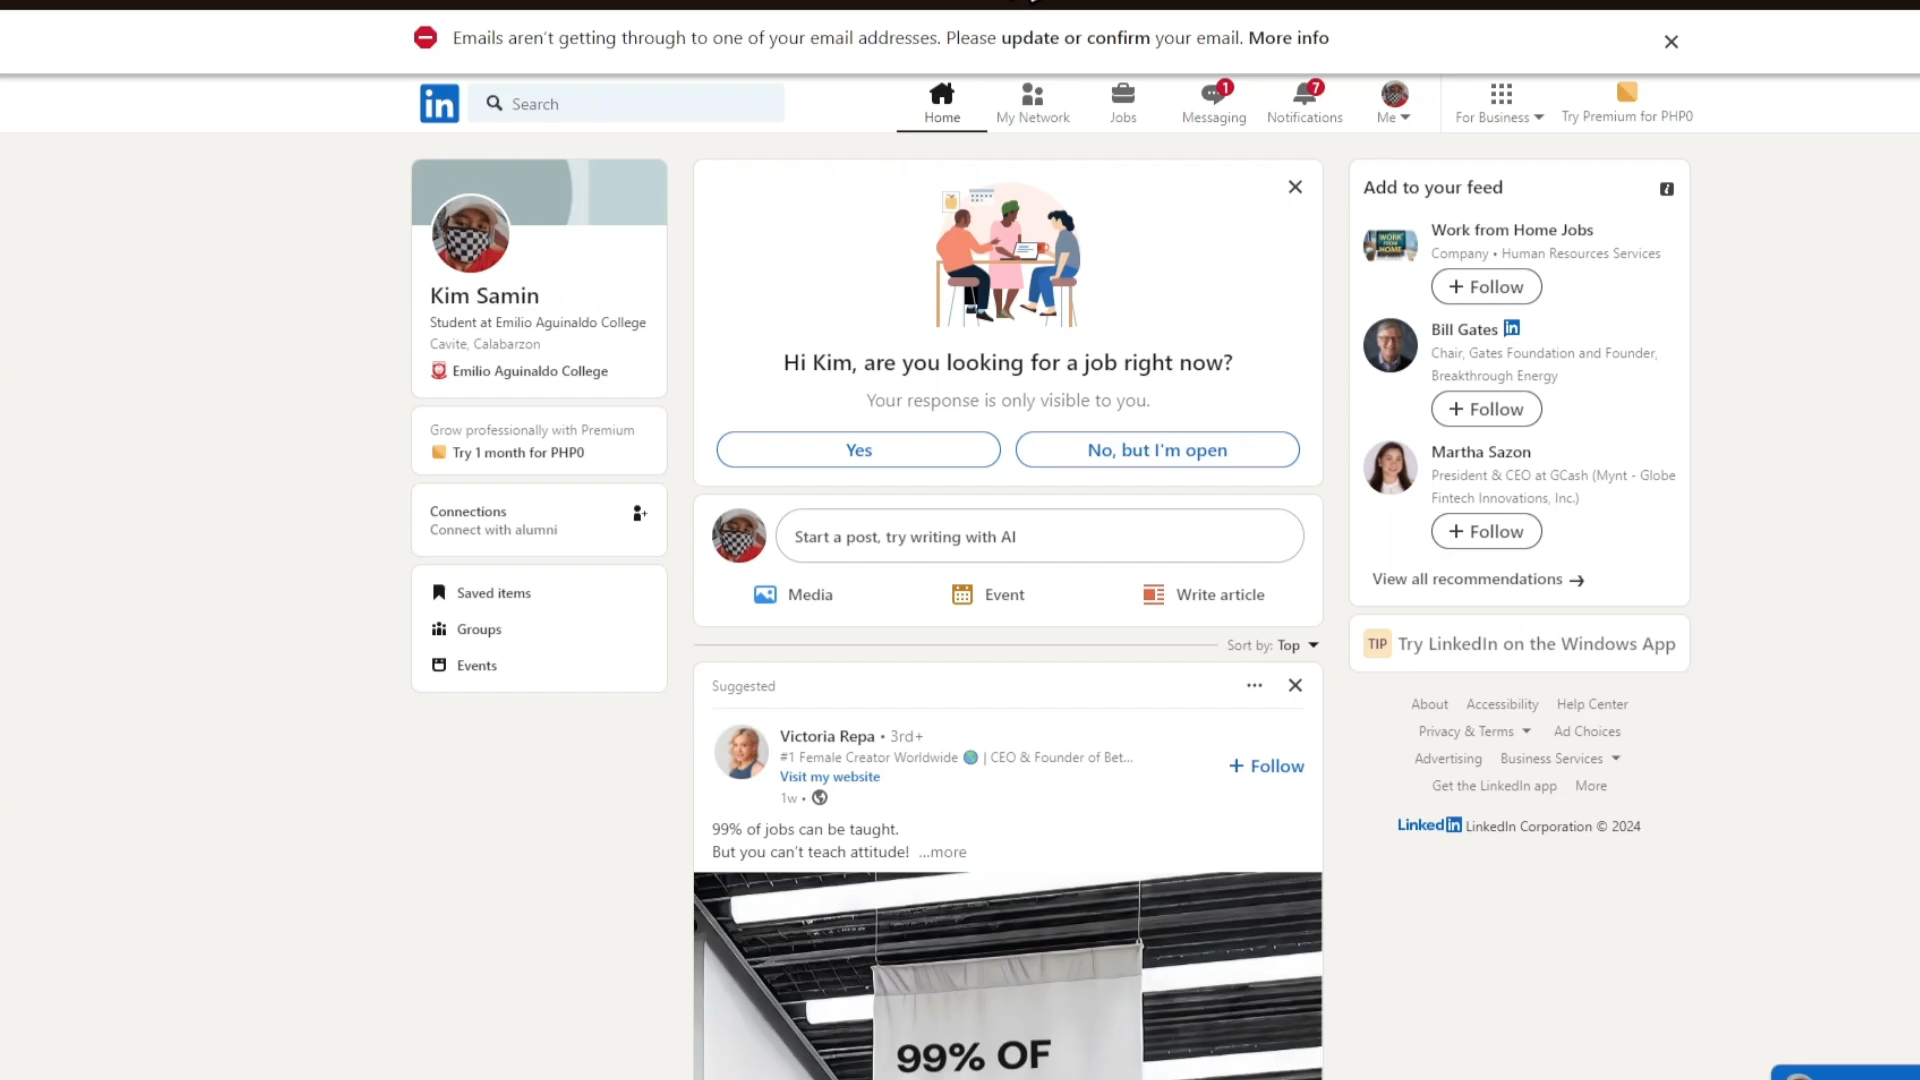 Emails aren't getting through to one of your email addresses. Please update or confirm your email. More info
in
Search
Home
My Network
Jobs
1
Messaging
7
Notifications
Me
For Business
Try Premium for PHP0
Kim Samin
Student at Emilio Aguinaldo College
Cavite, Calabarzon
Emilio Aguinaldo College
Grow professionally with Premium
Try 1 month for PHP0
Connections
Connect with alumni
Saved items
Groups
Events
Hi Kim, are you looking for a job right now?
Your response is only visible to you.
Yes
No, but I'm open
Start a post, try writing with AI
Media
Event
Write article
Sort by: Top
Suggested
Victoria Repa • 3rd+
#1 Female Creator Worldwide 🌎 | CEO & Founder of Bet...
Visit my website
1w •
+ Follow
99% of jobs can be taught.
But you can't teach attitude! ...more
99% OF
Add to your feed
WORK
FROM
HOME
Work from Home Jobs
Company • Human Resources Services
+ Follow
Bill Gates in
Chair, Gates Foundation and Founder,
Breakthrough Energy
+ Follow
Martha Sazon
President & CEO at GCash (Mynt - Globe
Fintech Innovations, Inc.)
+ Follow
View all recommendations →
TIP Try LinkedIn on the Windows App
About Accessibility Help Center
Privacy & Terms Ad Choices
Advertising Business Services
Get the LinkedIn app More
LinkedIn LinkedIn Corporation © 2024